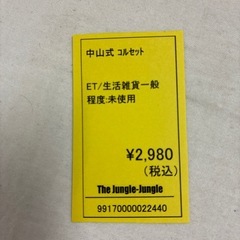 中山式 ｺﾙｾｯﾄ
ET/生活雑貨一般
程度:未使用
¥2,980
(税込)
The Jungle-Jungle
99170000022440